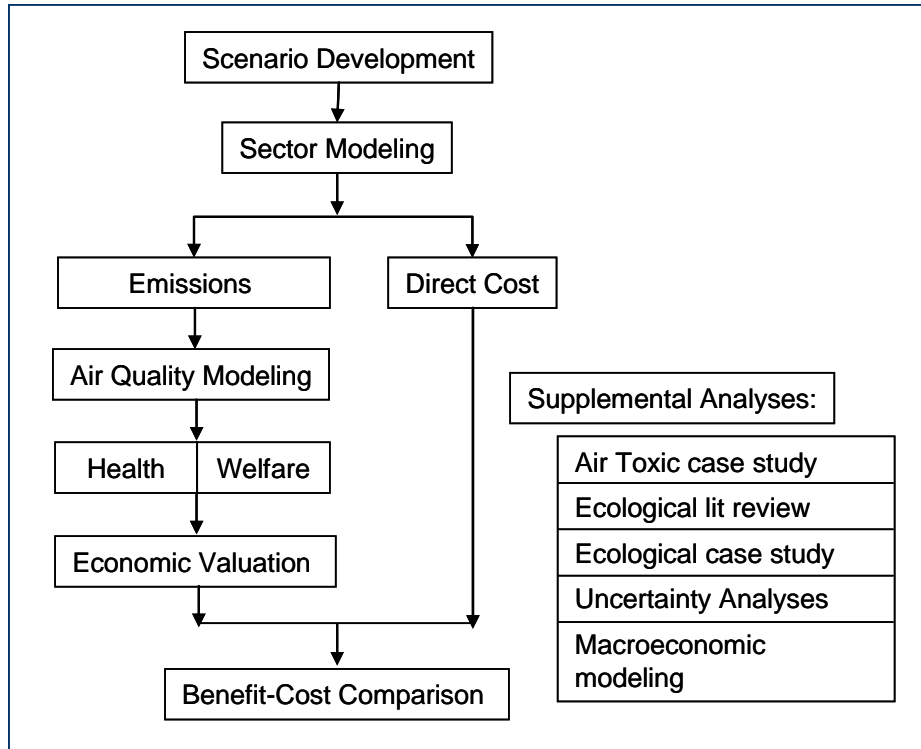 Scenario Development
Sector Modeling
Emissions
Direct Cost
Air Quality Modeling
Health
Welfare
Economic Valuation
Benefit-Cost Comparison
Supplemental Analyses:
Air Toxic case study
Ecological lit review
Ecological case study
Uncertainty Analyses
Macroeconomic
modeling